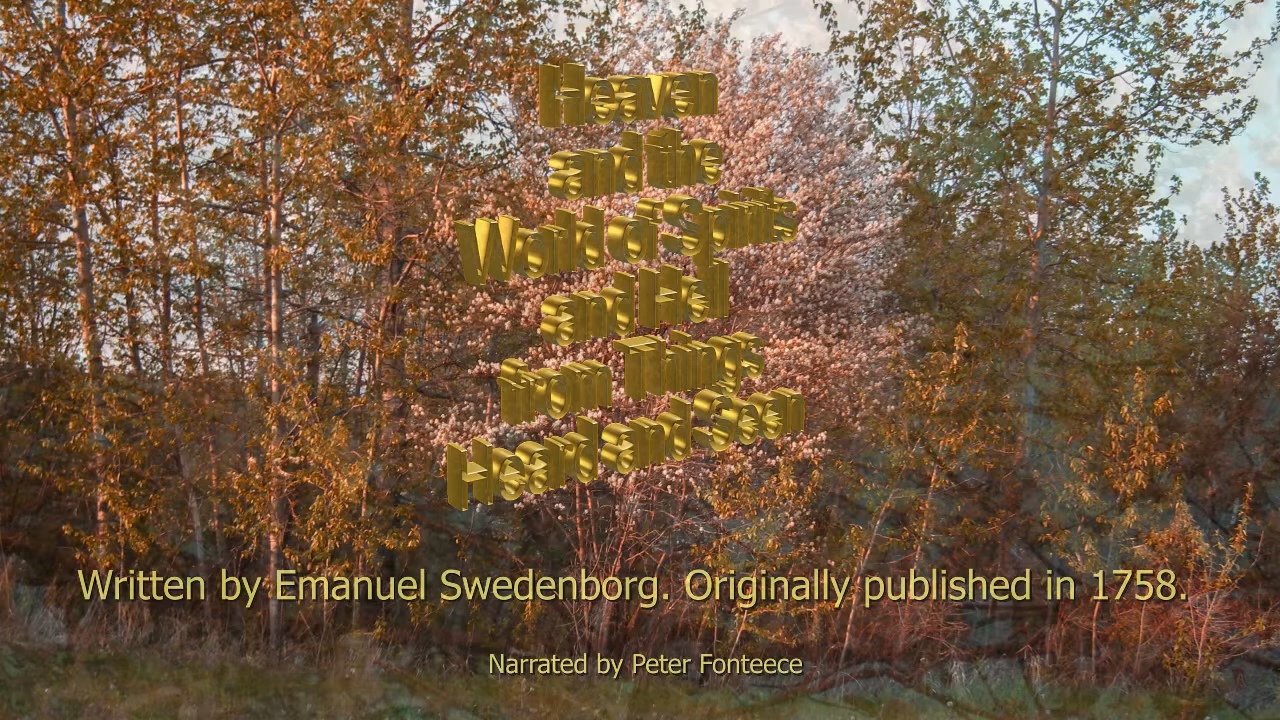 Heaven
and the
World of Spirits
and Hell
from Things
Heard and Seen
Written by Emanuel Swedenborg. Originally published in 1758.
Narrated by Peter Fonteece